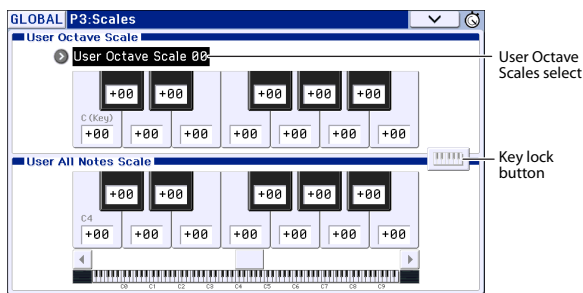 GLOBAL P3:Scales
User Octave Scale
User Octave Scale 00
User Octave
Scales select
+00 +00 +00 +00 +00
C(Key)
+00 +00 +00 +00 +00 +00 +00
Key lock
button
User All Notes Scale
+00 +00 +00 +00 +00
C4
+00 +00 +00 +00 +00 +00 +00
C0 C1 C2 C3 C4 C5 C6 C7 C8 C9